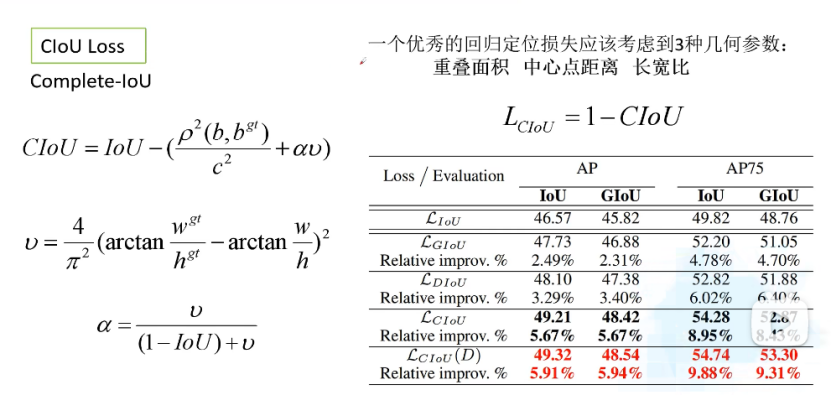 CIoU Loss
Complete-IoU
CIoU = IoU − (ρ²(b, b^gt) / c² + αυ)
υ = 4/π² (arctan w^gt/h^gt − arctan w/h)²
α = υ / ((1 − IoU) + υ)
一个优秀的回归定位损失应该考虑到3种几何参数：
重叠面积 中心点距离 长宽比
L_CIoU = 1 − CIoU
Loss / Evaluation AP AP75
IoU GIoU IoU GIoU
L_IoU 46.57 45.82 49.82 48.76
L_GIoU 47.73 46.88 52.20 51.05
Relative improv. % 2.49% 2.31% 4.78% 4.70%
L_DIoU 48.10 47.38 52.82 51.88
Relative improv. % 3.29% 3.40% 6.02% 6.40%
L_CIoU 49.21 48.42 54.28 52.87
Relative improv. % 5.67% 5.67% 8.95% 8.43%
L_CIoU(D) 49.32 48.54 54.74 53.30
Relative improv. % 5.91% 5.94% 9.88% 9.31%